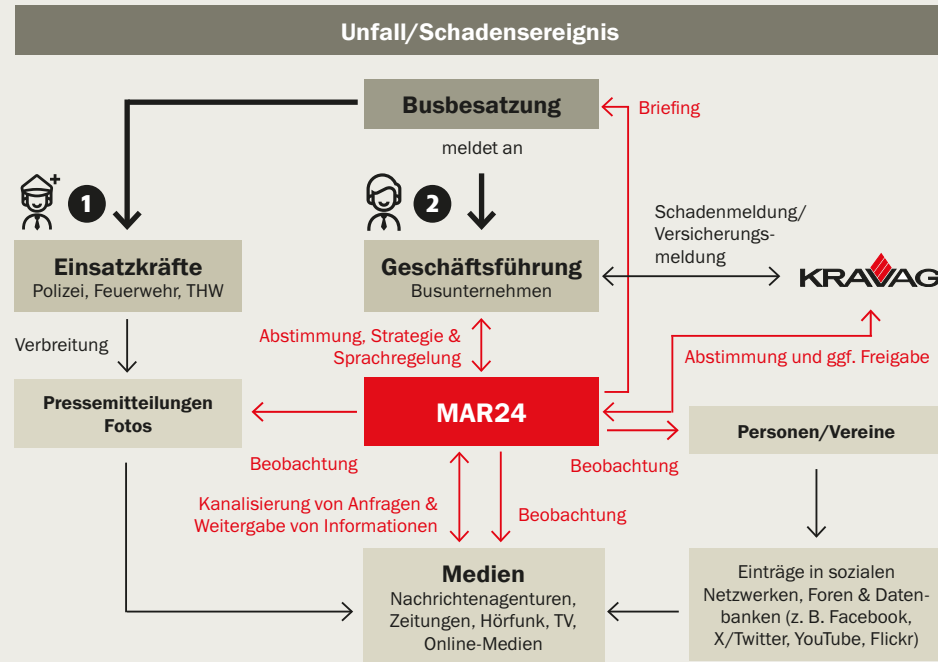 Unfall/Schadensereignis
Busbesatzung
Briefing
meldet an
1
2
Schadenmeldung/
Versicherungs-
meldung
Einsatzkräfte
Polizei, Feuerwehr, THW
Geschäftsführung
Busunternehmen
KRAVAG
Verbreitung
Abstimmung, Strategie &
Sprachregelung
Abstimmung und ggf. Freigabe
Pressemitteilungen
Fotos
MAR24
Personen/Vereine
Beobachtung
Beobachtung
Kanalisierung von Anfragen &
Weitergabe von Informationen
Beobachtung
Medien
Nachrichtenagenturen,
Zeitungen, Hörfunk, TV,
Online-Medien
Einträge in sozialen
Netzwerken, Foren & Daten-
banken (z. B. Facebook,
X/Twitter, YouTube, Flickr)